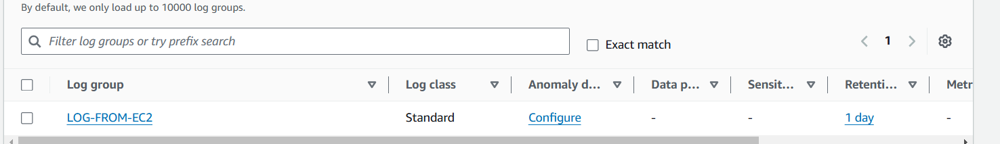 By default, we only load up to 10000 log groups.
Filter log groups or try prefix search
Exact match
1
Log group Log class Anomaly d... Data p... Sensit... Retenti... Metr
LOG-FROM-EC2 Standard Configure - - 1 day -